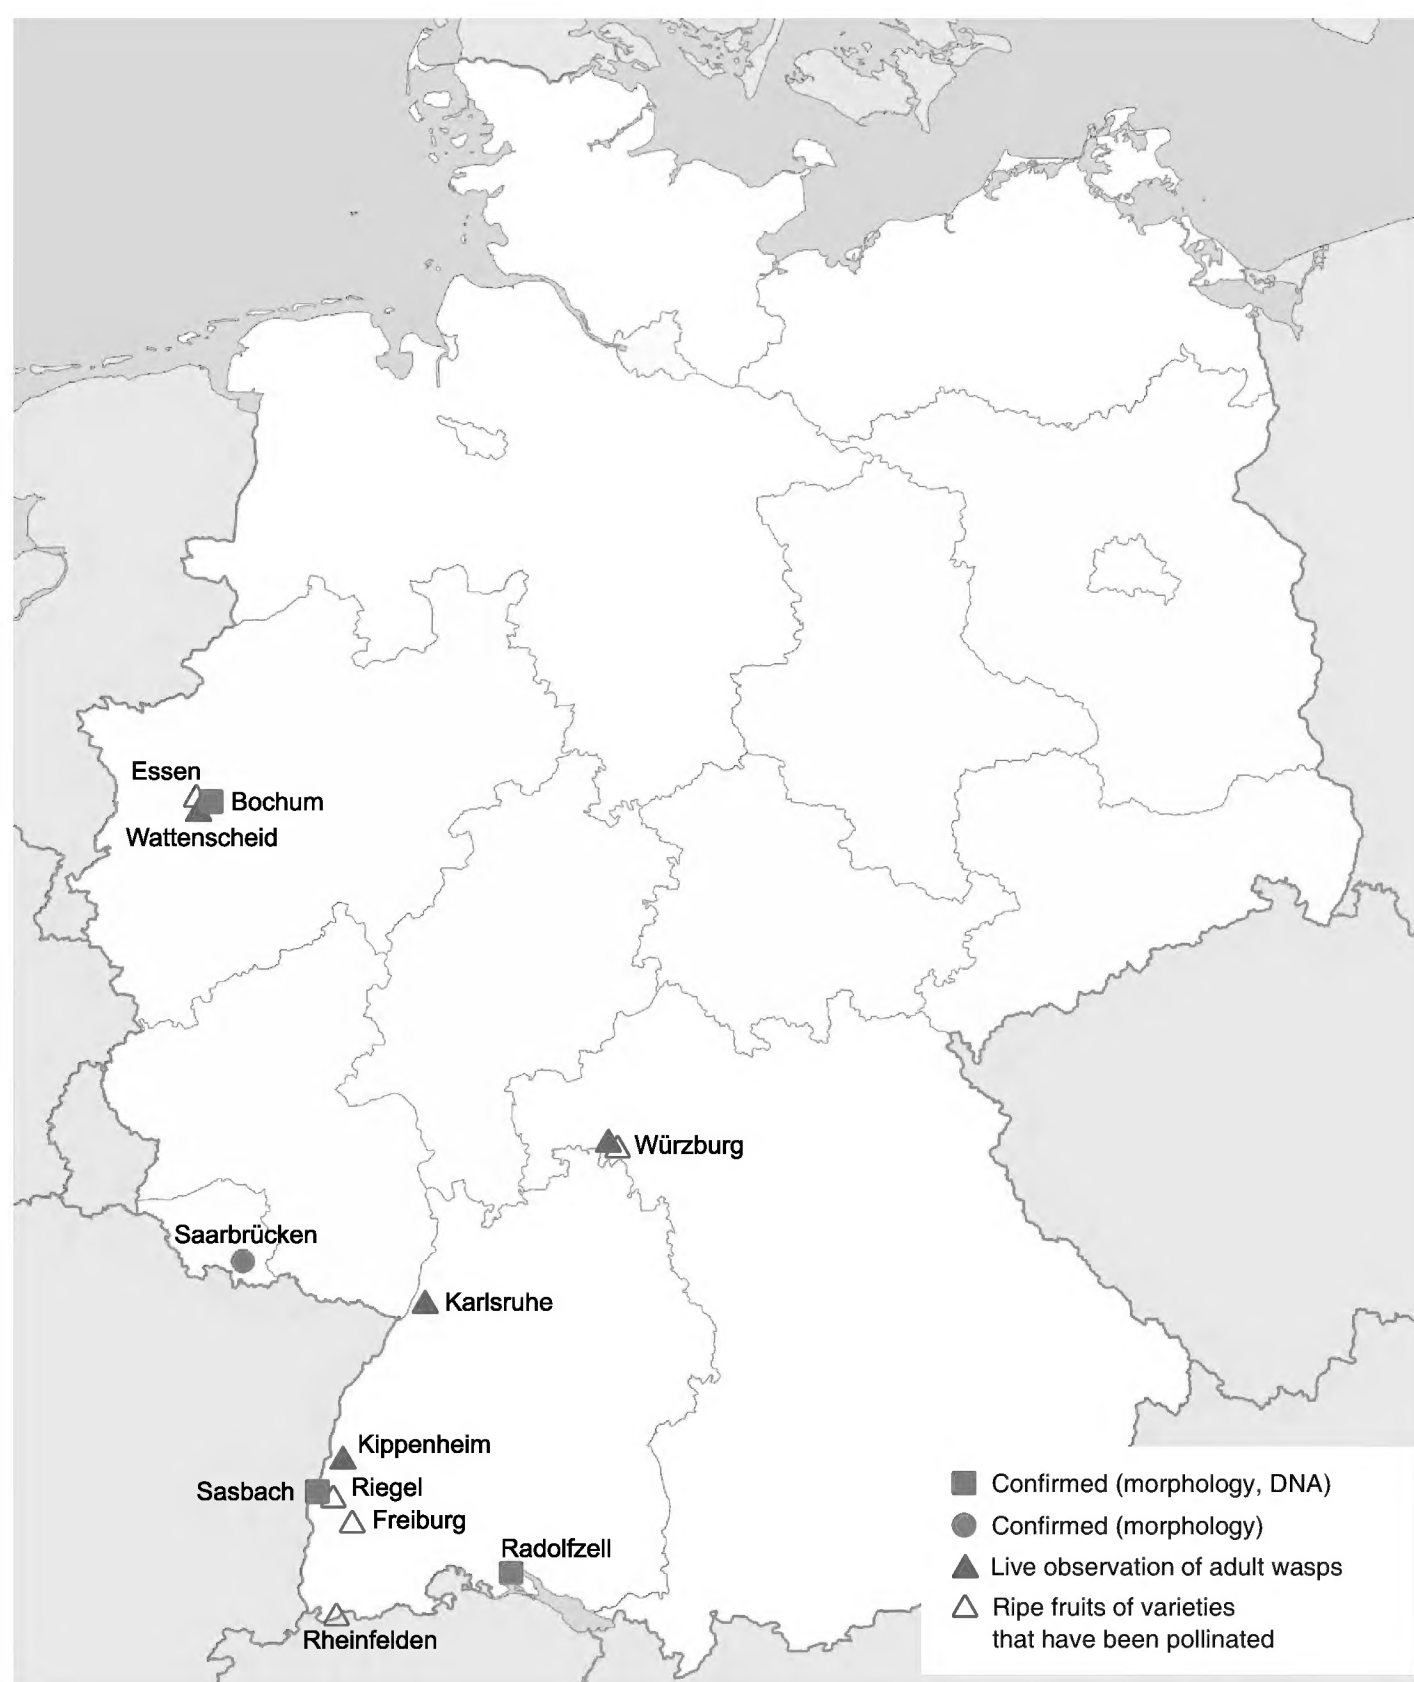 Essen
Bochum
Wattenscheid
Würzburg
Saarbrücken
Karlsruhe
Kippenheim
Sasbach
Riegel
Freiburg
Radolfzell
Rheinfelden
Confirmed (morphology, DNA)
Confirmed (morphology)
Live observation of adult wasps
Ripe fruits of varieties
that have been pollinated